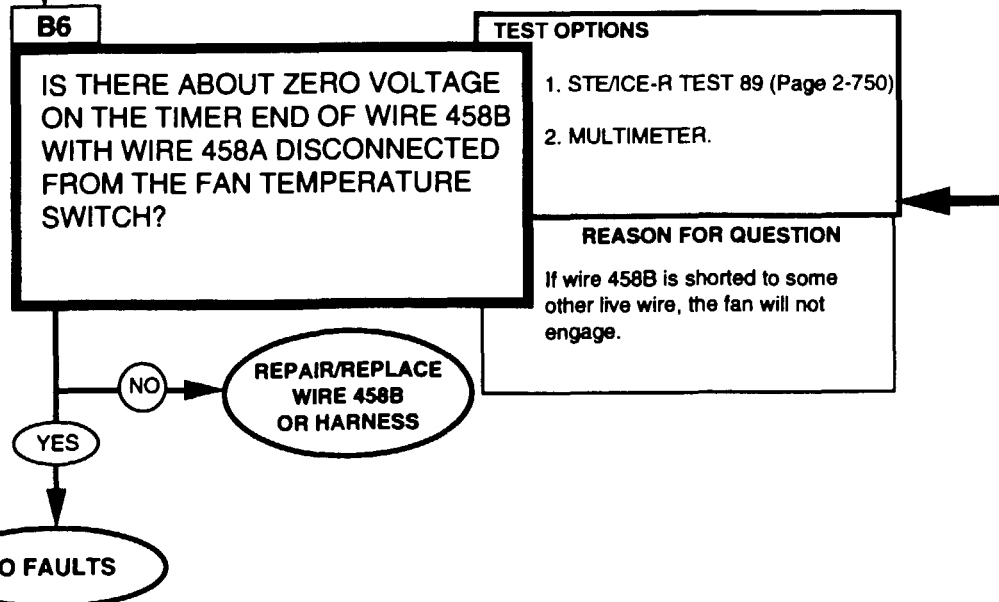 B6
IS THERE ABOUT ZERO VOLTAGE
ON THE TIMER END OF WIRE 458B
WITH WIRE 458A DISCONNECTED
FROM THE FAN TEMPERATURE
SWITCH?
TEST OPTIONS
1. STE/ICE-R TEST 89 (Page 2-750)
2. MULTIMETER.
REASON FOR QUESTION
If wire 458B is shorted to some
other live wire, the fan will not
engage.
NO
REPAIR/REPLACE
WIRE 458B
OR HARNESS
YES
O FAULTS